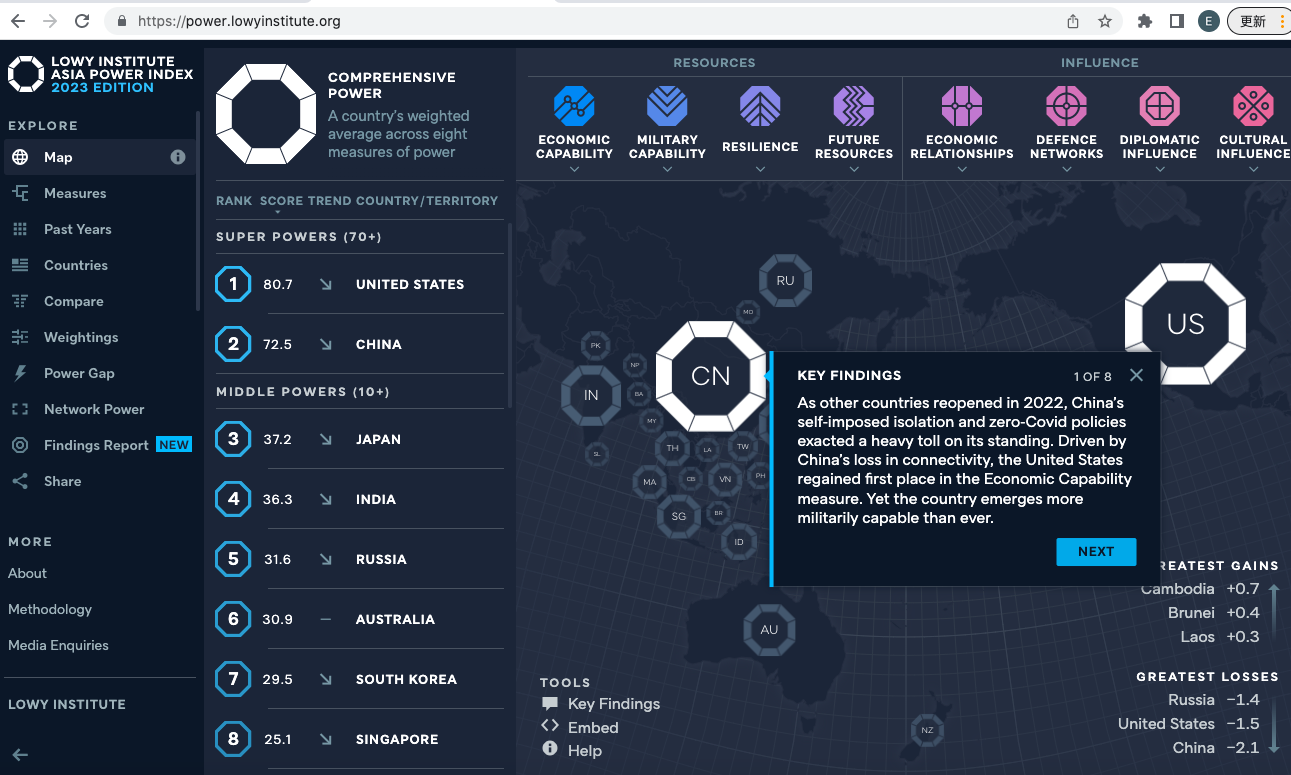 https://power.lowyinstitute.org
E
更新
LOWY INSTITUTE
ASIA POWER INDEX
2023 EDITION
EXPLORE
Map
Measures
Past Years
Countries
Compare
Weightings
Power Gap
Network Power
Findings Report NEW
Share
MORE
About
Methodology
Media Enquiries
LOWY INSTITUTE
COMPREHENSIVE
POWER
A country's weighted
average across eight
measures of power
RANK SCORE TREND COUNTRY/TERRITORY
SUPER POWERS (70+)
1 80.7 UNITED STATES
2 72.5 CHINA
MIDDLE POWERS (10+)
3 37.2 JAPAN
4 36.3 INDIA
5 31.6 RUSSIA
6 30.9 AUSTRALIA
7 29.5 SOUTH KOREA
8 25.1 SINGAPORE
RESOURCES
ECONOMIC
CAPABILITY
MILITARY
CAPABILITY
RESILIENCE
FUTURE
RESOURCES
INFLUENCE
ECONOMIC
RELATIONSHIPS
DEFENCE
NETWORKS
DIPLOMATIC
INFLUENCE
CULTURAL
INFLUENCE
RU
MO
US
PK
NP
CN
IN
BA
MY
TH
LA
TW
SL
MA
CB
VN
PH
SG
BR
ID
AU
NZ
KEY FINDINGS
1 OF 8
As other countries reopened in 2022, China's
self-imposed isolation and zero-Covid policies
exacted a heavy toll on its standing. Driven by
China's loss in connectivity, the United States
regained first place in the Economic Capability
measure. Yet the country emerges more
militarily capable than ever.
NEXT
REATEST GAINS
Cambodia +0.7
Brunei +0.4
Laos +0.3
GREATEST LOSSES
Russia −1.4
United States −1.5
China −2.1
TOOLS
Key Findings
Embed
Help